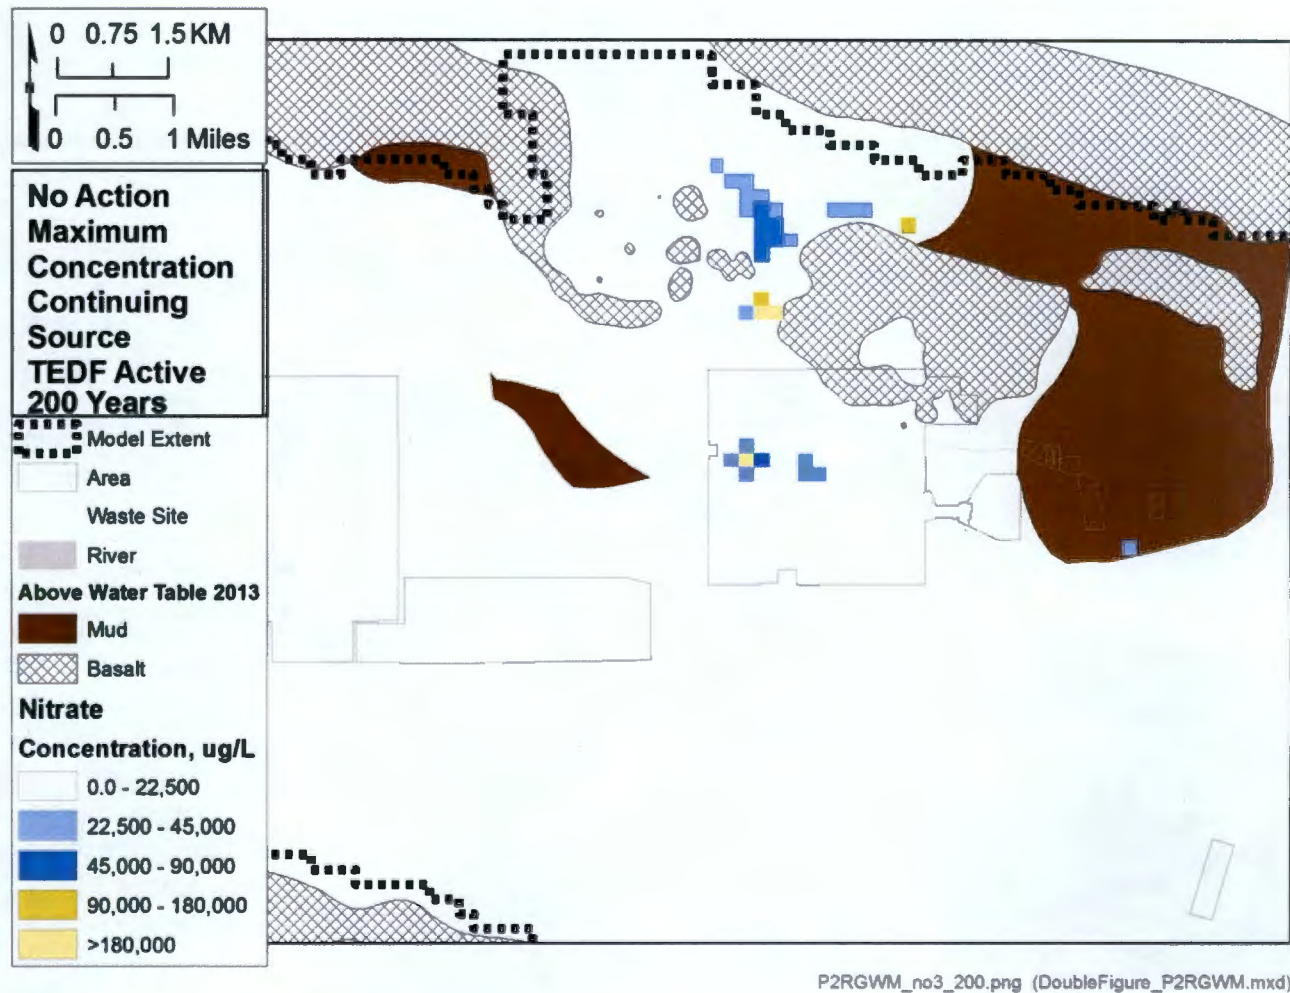 0 0.75 1.5 KM
0 0.5 1 Miles
No Action
Maximum
Concentration
Continuing
Source
TEDF Active
200 Years
Model Extent
Area
Waste Site
River
Above Water Table 2013
Mud
Basalt
Nitrate
Concentration, ug/L
0.0 - 22,500
22,500 - 45,000
45,000 - 90,000
90,000 - 180,000
>180,000
P2RGWM_no3_200.png (DoubleFigure_P2RGWM.mxd)